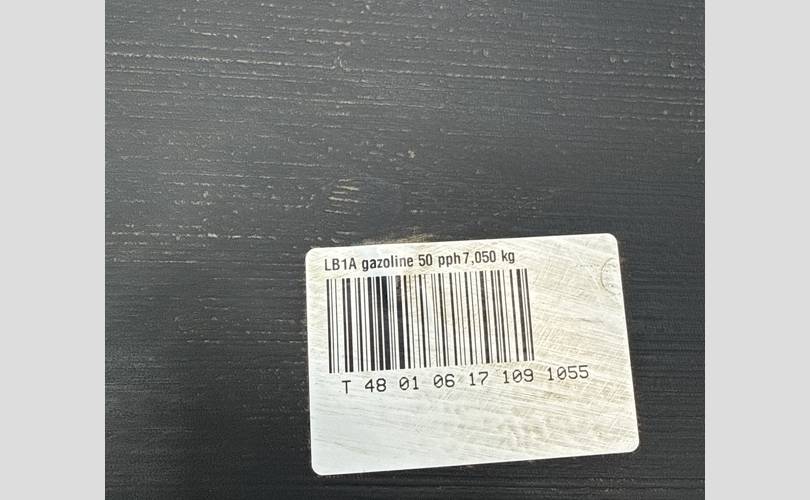 LB1A gazoline 50 pph7,050 kg
T 48 01 06 17 109 1055